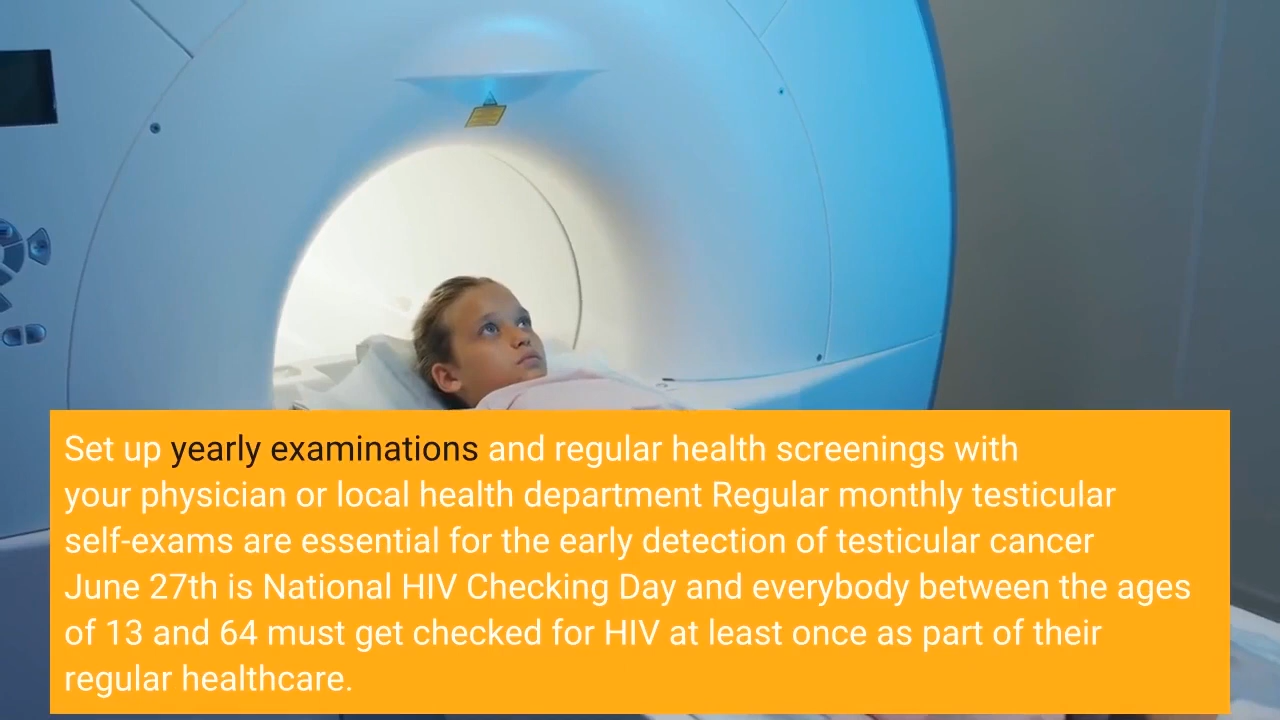 Set up yearly examinations and regular health screenings with
your physician or local health department Regular monthly testicular
self-exams are essential for the early detection of testicular cancer
June 27th is National HIV Checking Day and everybody between the ages
of 13 and 64 must get checked for HIV at least once as part of their
regular healthcare.